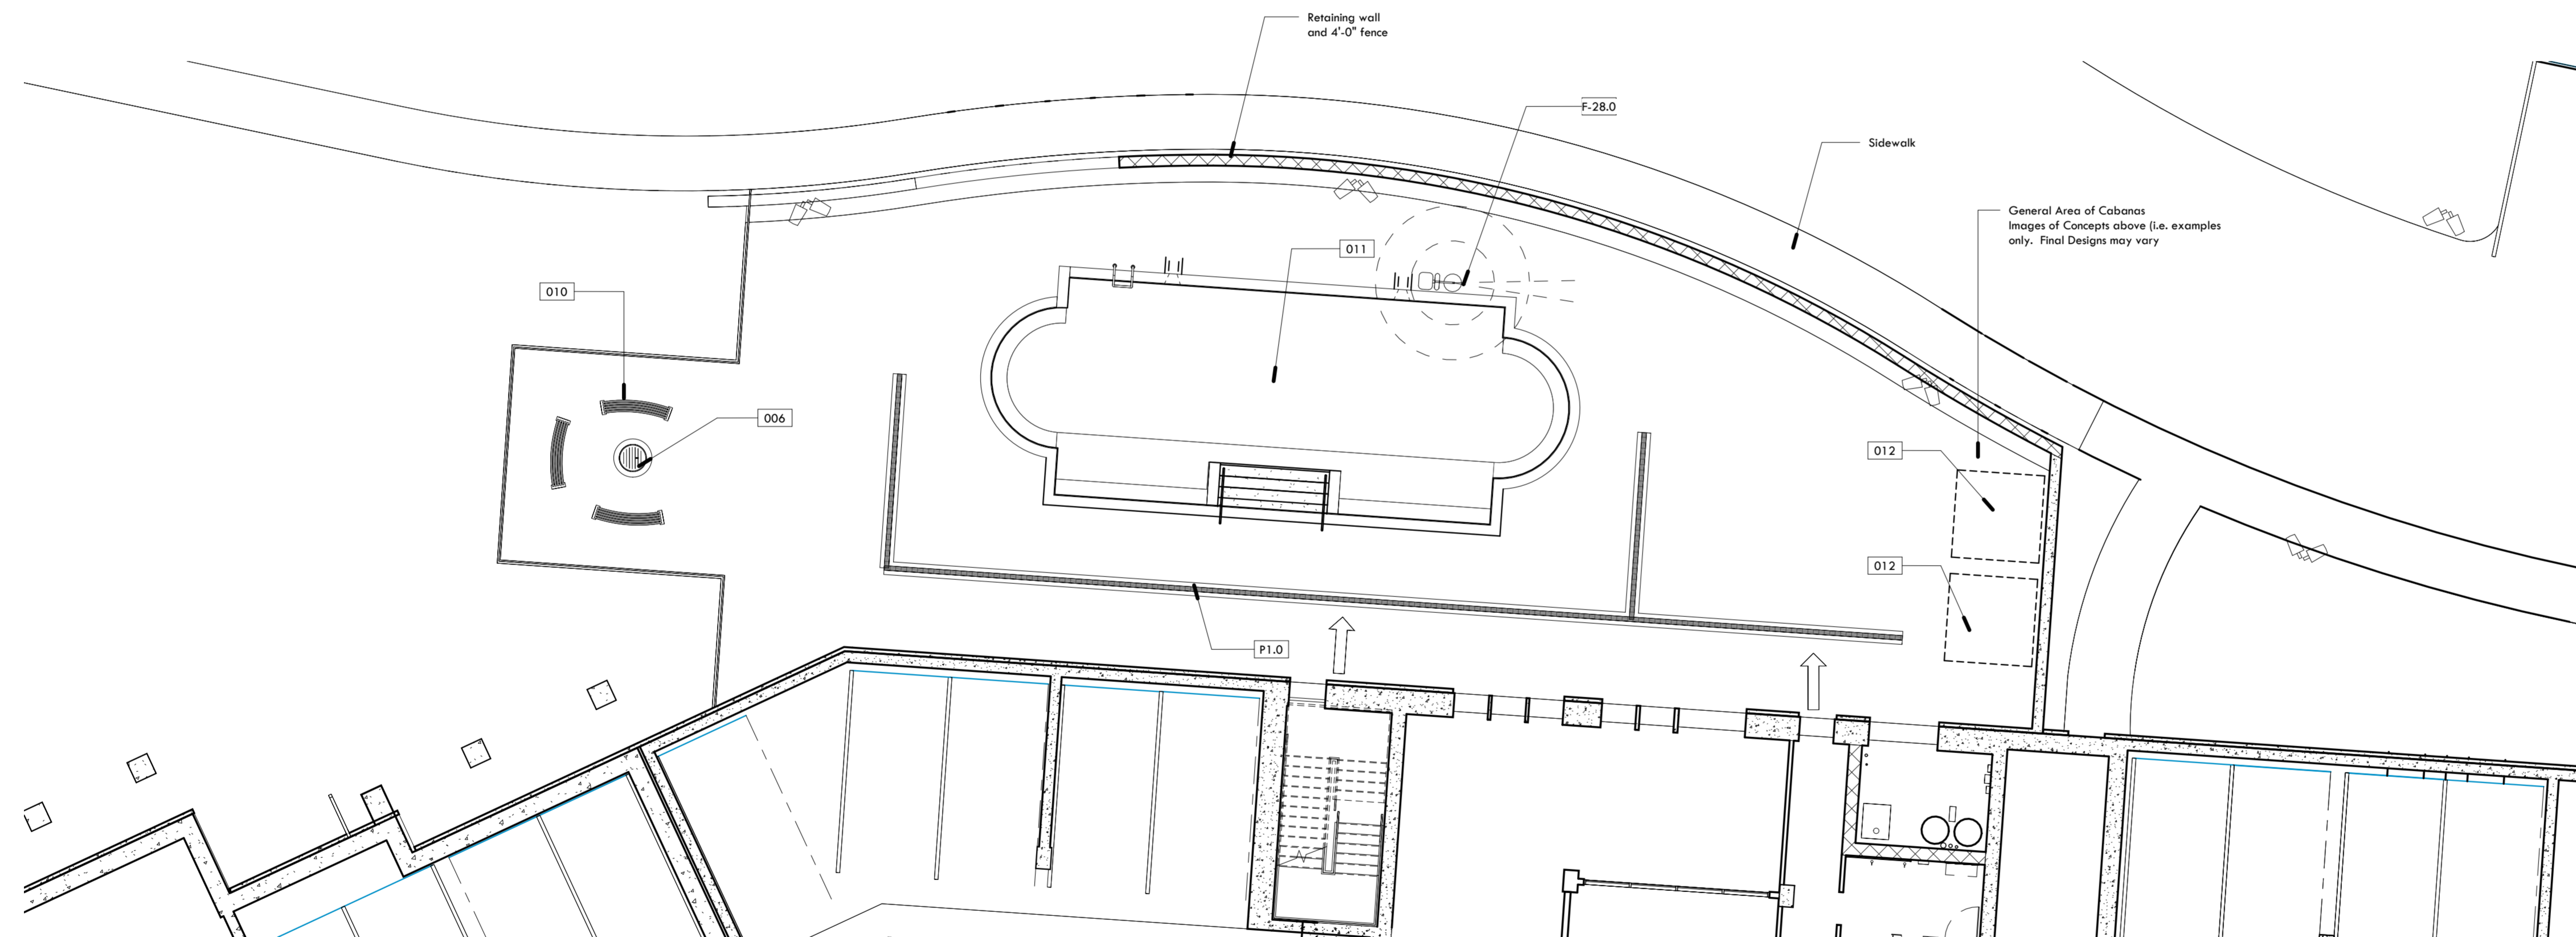 Retaining wall
and 4'-0" fence
F-28.0
Sidewalk
General Area of Cabanas
Images of Concepts above (i.e. examples
only. Final Designs may vary
011
010
006
012
012
P1.0